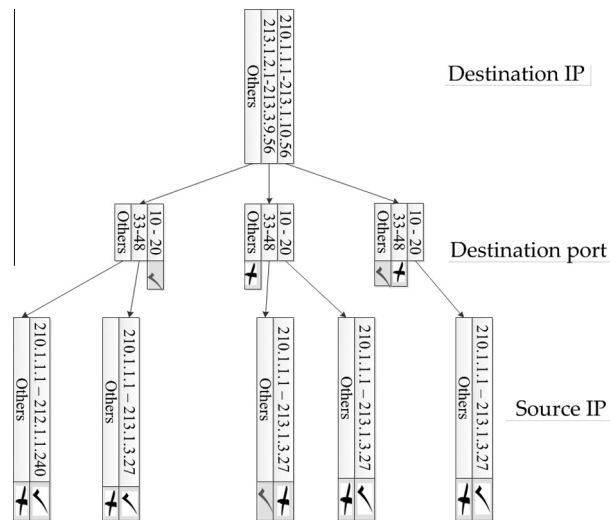 210.1.1.1-213.1.10.56
213.1.2.1-213.3.9.56
Others
Destination IP
10 - 20
33-48
Others
10 - 20
33-48
Others
10 - 20
33-48
Others
Destination port
210.1.1.1 – 212.1.1.240
Others
210.1.1.1 – 213.1.3.27
Others
210.1.1.1 – 213.1.3.27
Others
210.1.1.1 – 213.1.3.27
Others
210.1.1.1 – 213.1.3.27
Others
Source IP